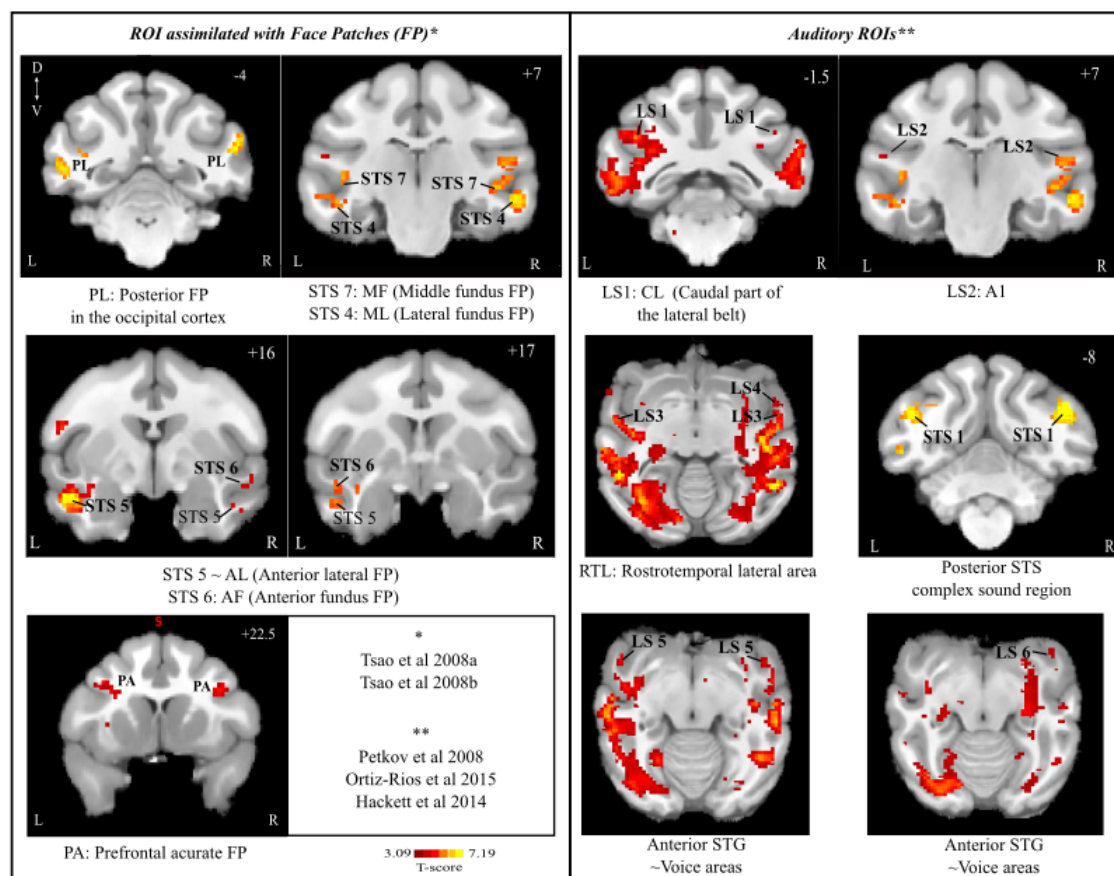 ROI assimilated with Face Patches (FP)*
D
V
-4
PL
PL
L
R
+7
STS 7
STS 7
STS 4
STS 4
L
R
PL: Posterior FP
in the occipital cortex
STS 7: MF (Middle fundus FP)
STS 4: ML (Lateral fundus FP)
+16
STS 6
STS 5
STS 5
L
R
+17
STS 6
STS 5
L
R
STS 5 ~ AL (Anterior lateral FP)
STS 6: AF (Anterior fundus FP)
S
+22.5
PA
PA
L
R
PA: Prefrontal acurate FP
*
Tsao et al 2008a
Tsao et al 2008b
**
Petkov et al 2008
Ortiz-Rios et al 2015
Hackett et al 2014
3.09
7.19
T-score
Auditory ROIs**
-1.5
LS 1
LS 1
L
R
+7
LS2
LS2
L
R
LS1: CL (Caudal part of
the lateral belt)
LS2: A1
LS4
LS3
LS3
-8
STS 1
STS 1
L
R
RTL: Rostrotemporal lateral area
Posterior STS
complex sound region
LS 5
LS 5
LS 6
Anterior STG
~Voice areas
Anterior STG
~Voice areas